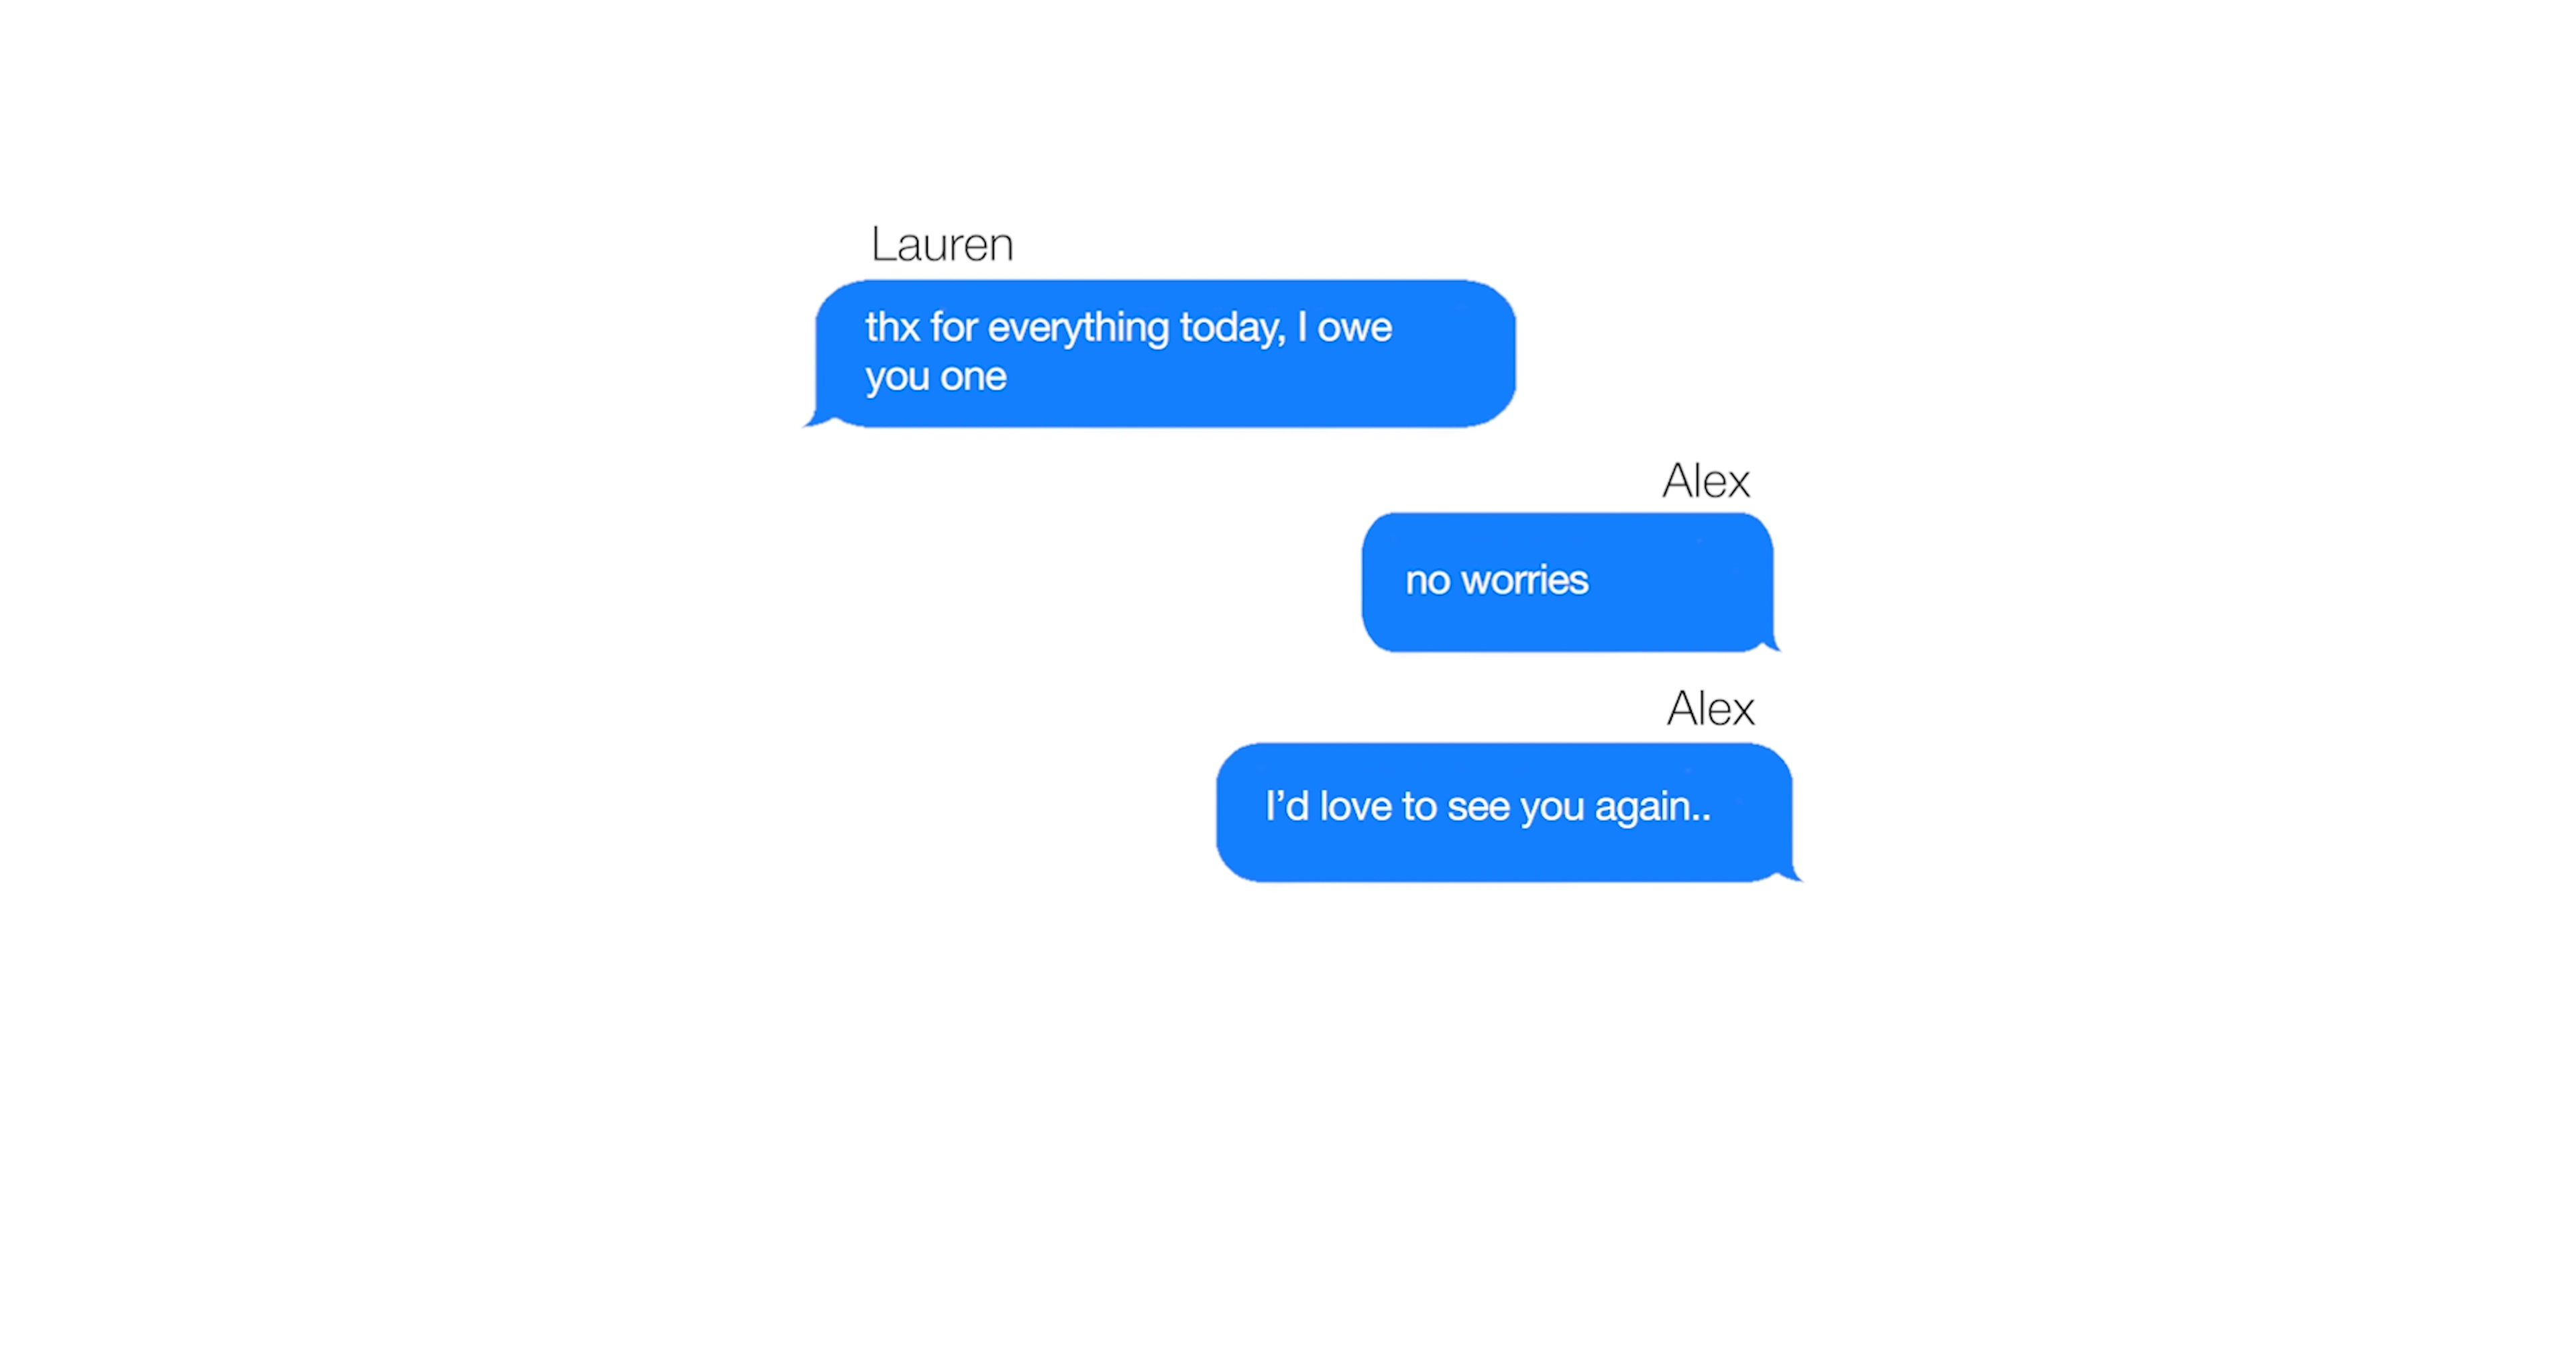 Lauren
thx for everything today, I owe
you one
Alex
no worries
Alex
I’d love to see you again..